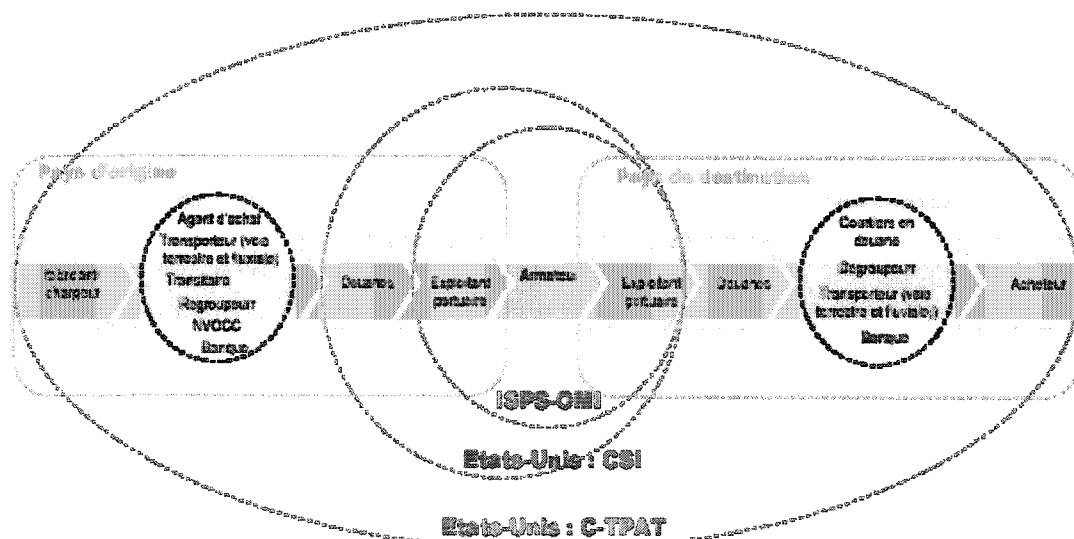 Pays d'origine
Pays de destination
Agent d'achat
Transporteur (voie
terrestre et fluviale)
Transitaire
Regroupeur
NVOCC
Banque
chargeur
Douanes
Exploitant
portuaire
Armateur
Exploitant
portuaire
Douanes
Courtiers en
douane
Degroupeur
Transporteur (voie
terrestre et fluviale))
Banque
Acheteur
ISPS-OMI
Etats-Unis : CSI
Etats-Unis : C-TPAT